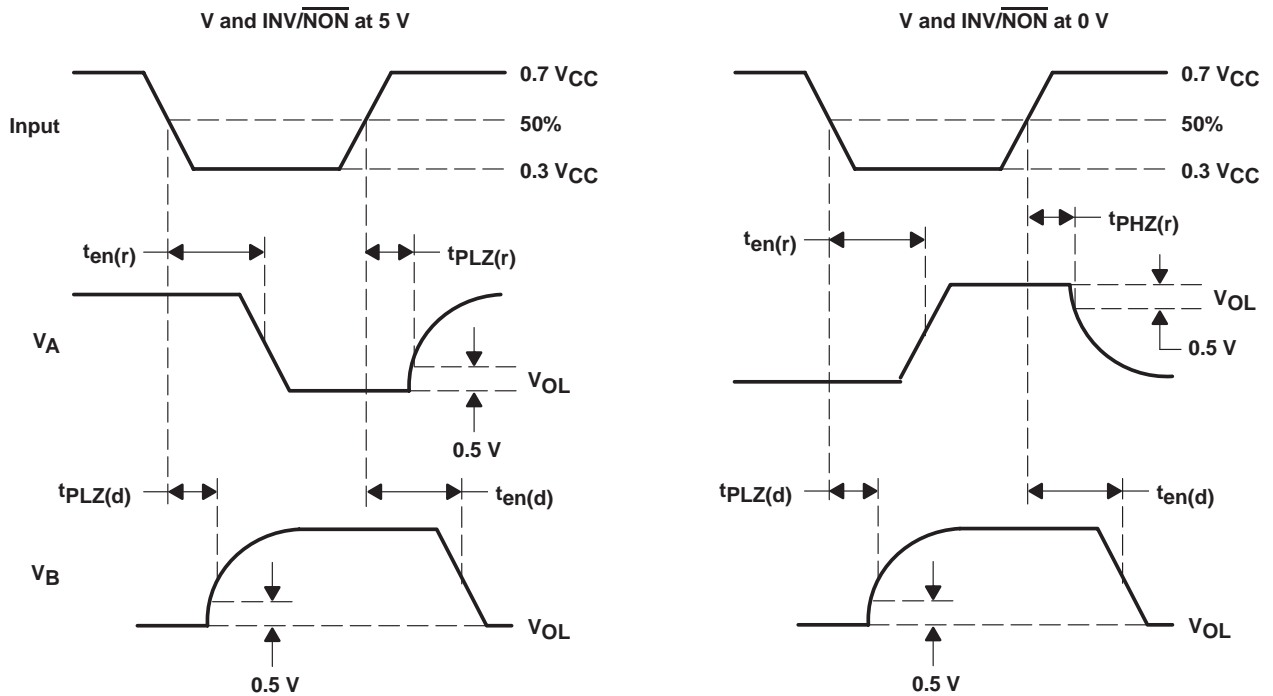 V and INV/N̅O̅N̅ at 5 V
Input
0.7 VCC
50%
0.3 VCC
ten(r)
tPLZ(r)
VA
VOL
0.5 V
tPLZ(d)
ten(d)
VB
VOL
0.5 V
V and INV/N̅O̅N̅ at 0 V
0.7 VCC
50%
0.3 VCC
ten(r)
tPHZ(r)
VOL
0.5 V
tPLZ(d)
ten(d)
VOL
0.5 V